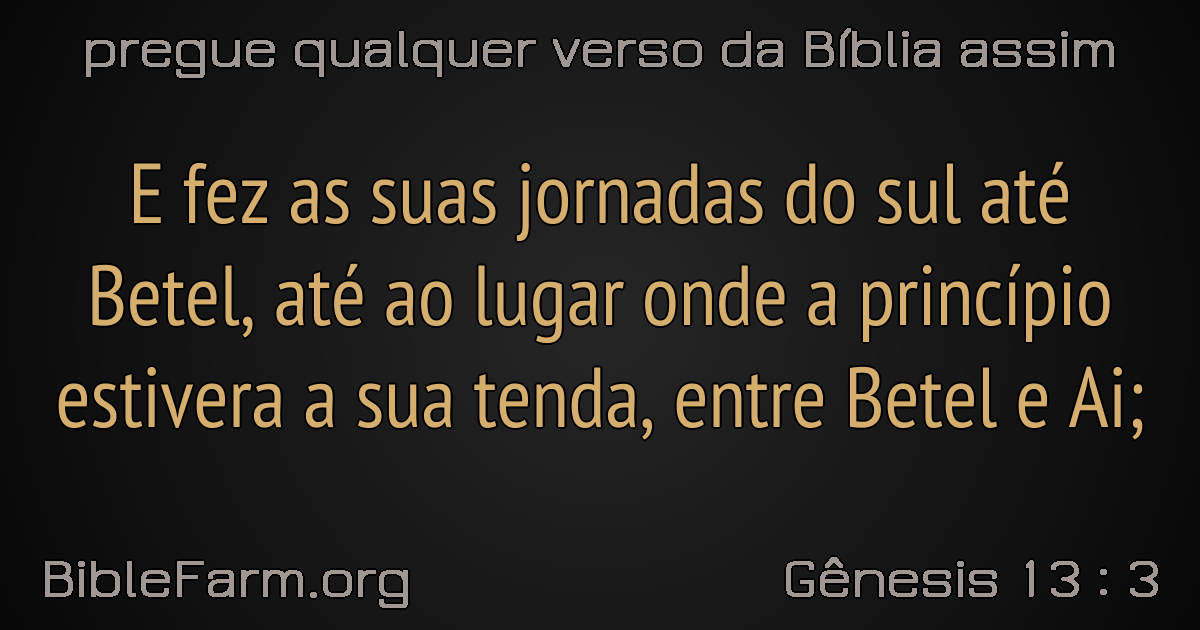 pregue qualquer verso da Bíblia assim
E fez as suas jornadas do sul até
Betel, até ao lugar onde a princípio
estivera a sua tenda, entre Betel e Ai;
BibleFarm.org
Gênesis 13 : 3